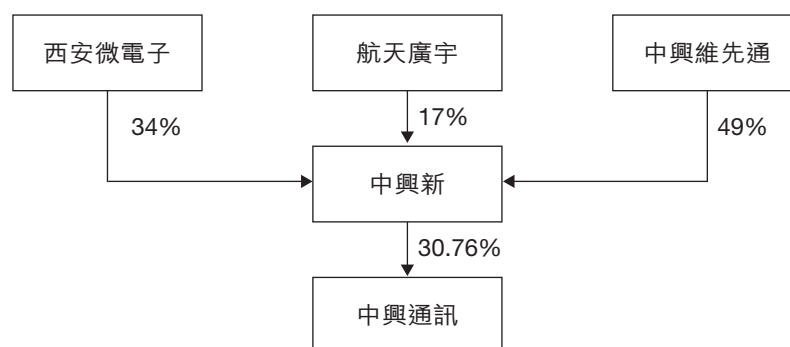 西安微電子
航天廣宇
中興維先通
34%
17%
49%
中興新
30.76%
中興通訊